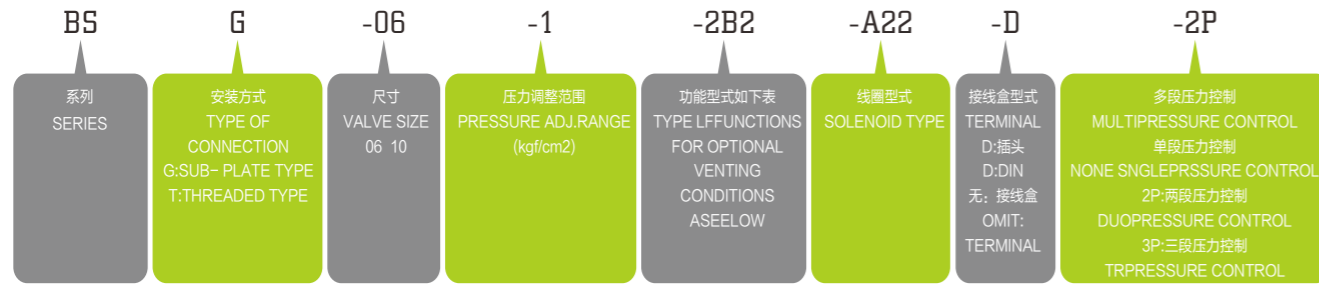 BS G -06 -1 -2B2 -A22 -D -2P
系列
SERIES
安装方式
TYPE OF
CONNECTION
G:SUB- PLATE TYPE
T:THREADED TYPE
尺寸
VALVE SIZE
06 10
压力调整范围
PRESSURE ADJ.RANGE
(kgf/cm2)
功能型式如下表
TYPE LFFUNCTIONS
FOR OPTIONAL
VENTING
CONDITIONS
ASEELOW
线圈型式
SOLENOID TYPE
接线盒型式
TERMINAL
D:插头
D:DIN
无：接线盒
OMIT:
TERMINAL
多段压力控制
MULTIPRESSURE CONTROL
单段压力控制
NONE SNGLEPRSSURE CONTROL
2P:两段压力控制
DUOPRESSURE CONTROL
3P:三段压力控制
TRPRESSURE CONTROL